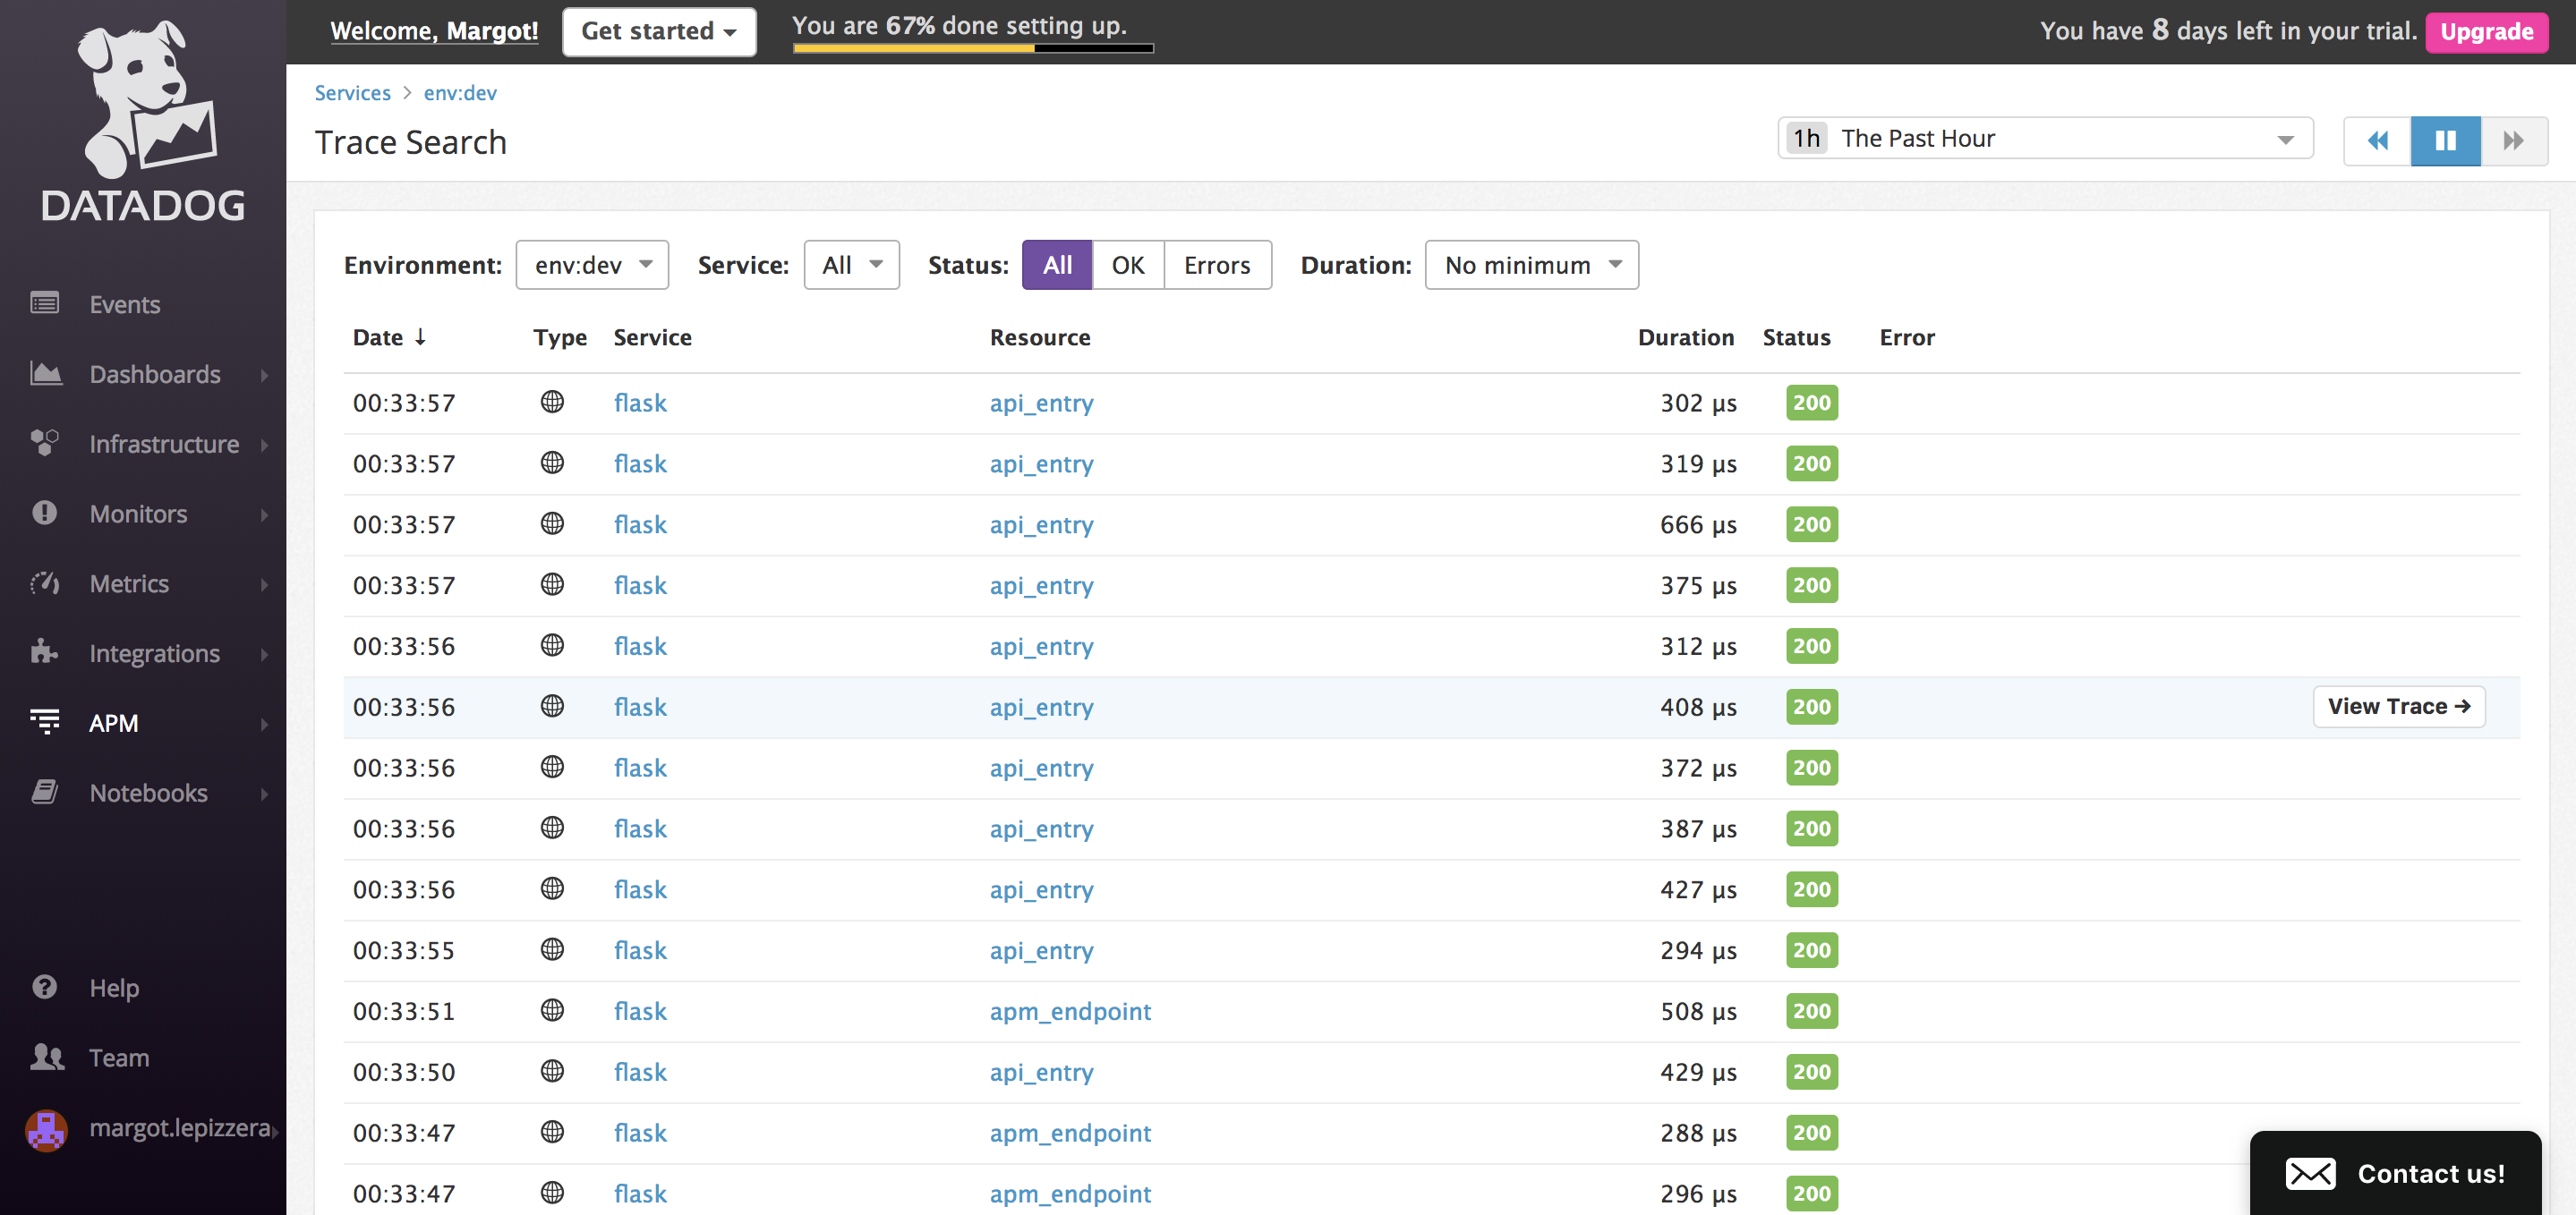 DATADOG
Events
Dashboards
Infrastructure
Monitors
Metrics
Integrations
APM
Notebooks
Help
Team
margot.lepizzera
Welcome, Margot! Get started You are 67% done setting up. You have 8 days left in your trial. Upgrade
Services > env:dev
Trace Search 1h The Past Hour
Environment: env:dev Service: All Status: All OK Errors Duration: No minimum
Date ↓ Type Service Resource Duration Status Error
00:33:57 flask api_entry 302 µs 200
00:33:57 flask api_entry 319 µs 200
00:33:57 flask api_entry 666 µs 200
00:33:57 flask api_entry 375 µs 200
00:33:56 flask api_entry 312 µs 200
00:33:56 flask api_entry 408 µs 200 View Trace →
00:33:56 flask api_entry 372 µs 200
00:33:56 flask api_entry 387 µs 200
00:33:56 flask api_entry 427 µs 200
00:33:55 flask api_entry 294 µs 200
00:33:51 flask apm_endpoint 508 µs 200
00:33:50 flask api_entry 429 µs 200
00:33:47 flask apm_endpoint 288 µs 200
00:33:47 flask apm_endpoint 296 µs 200
Contact us!